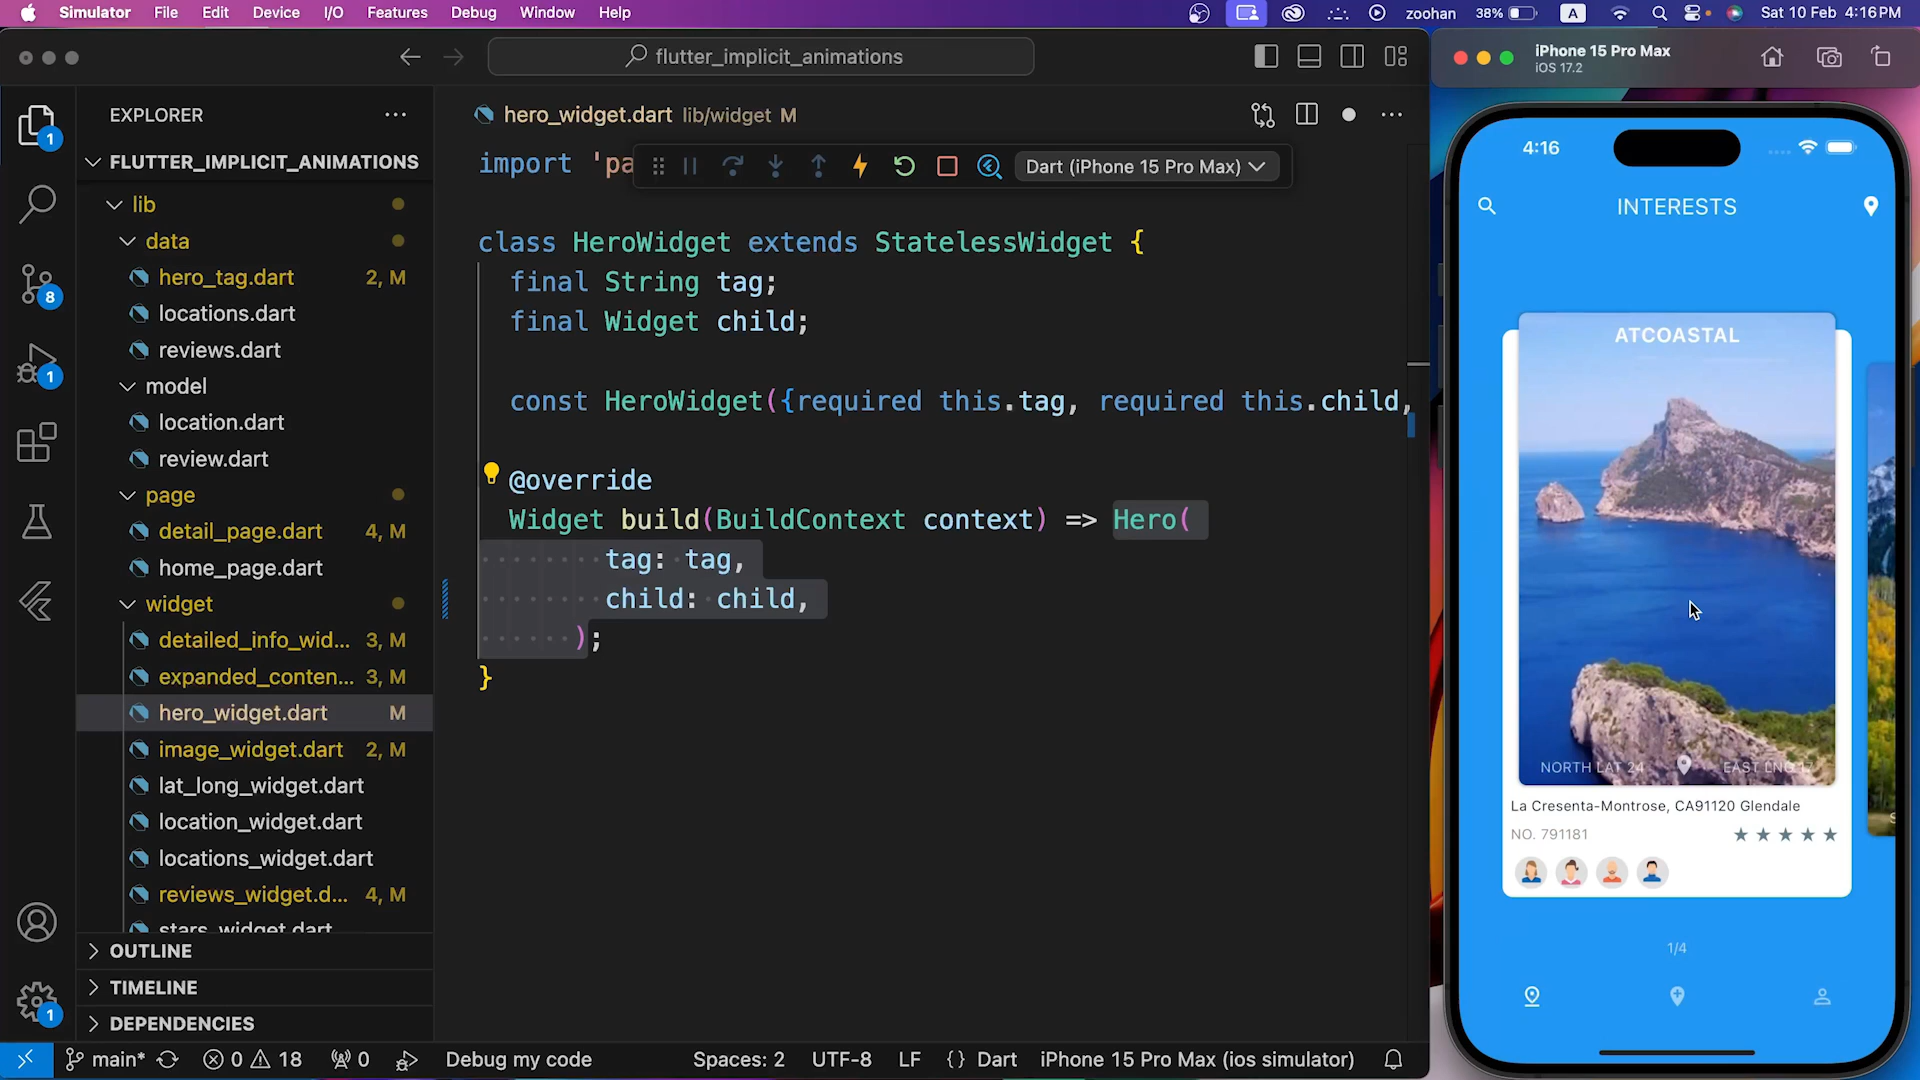 Simulator File Edit Device I/O Features Debug Window Help A zoohan 38% Sat 10 Feb 4:16 PM
flutter_implicit_animations
EXPLORER
FLUTTER_IMPLICIT_ANIMATIONS
lib
data
hero_tag.dart 2, M
locations.dart
reviews.dart
model
location.dart
review.dart
page
detail_page.dart 4, M
home_page.dart
widget
detailed_info_wid... 3, M
expanded_conten... 3, M
hero_widget.dart M
image_widget.dart 2, M
lat_long_widget.dart
location_widget.dart
locations_widget.dart
reviews_widget.d... 4, M
stars_widget.dart
OUTLINE
TIMELINE
DEPENDENCIES
1
8
1
1
hero_widget.dart lib/widget M
Dart (iPhone 15 Pro Max)
import 'pa
class HeroWidget extends StatelessWidget {
final String tag;
final Widget child;
const HeroWidget({required this.tag, required this.child,
@override
Widget build(BuildContext context) => Hero(
tag: tag,
child: child,
);
}
main* 0 18 0 Debug my code Spaces: 2 UTF-8 LF {} Dart iPhone 15 Pro Max (ios simulator)
iPhone 15 Pro Max
iOS 17.2
4:16
INTERESTS
ATCOASTAL
NORTH LAT 24 EAST LNG 17
La Cresenta-Montrose, CA91120 Glendale
NO. 791181
S
1/4